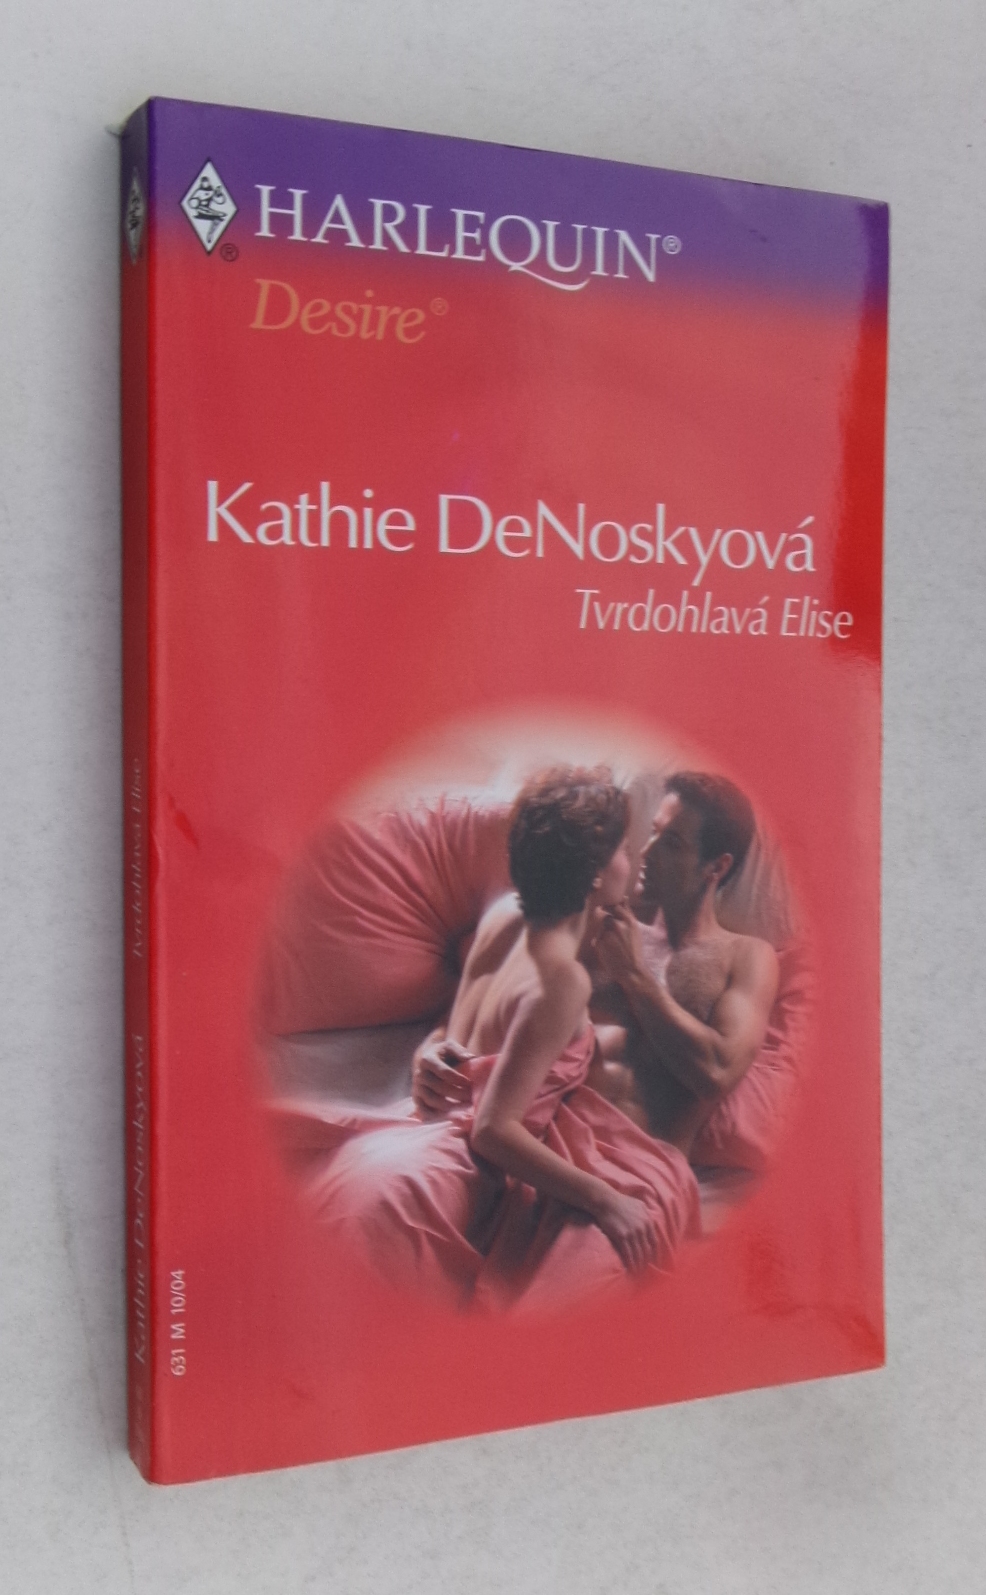 HARLEQUIN®
Desire®
Kathie DeNoskyová
Tvrdohlavá Elise
631 M 10/04
Kathie DeNoskyová Tvrdohlavá Elise